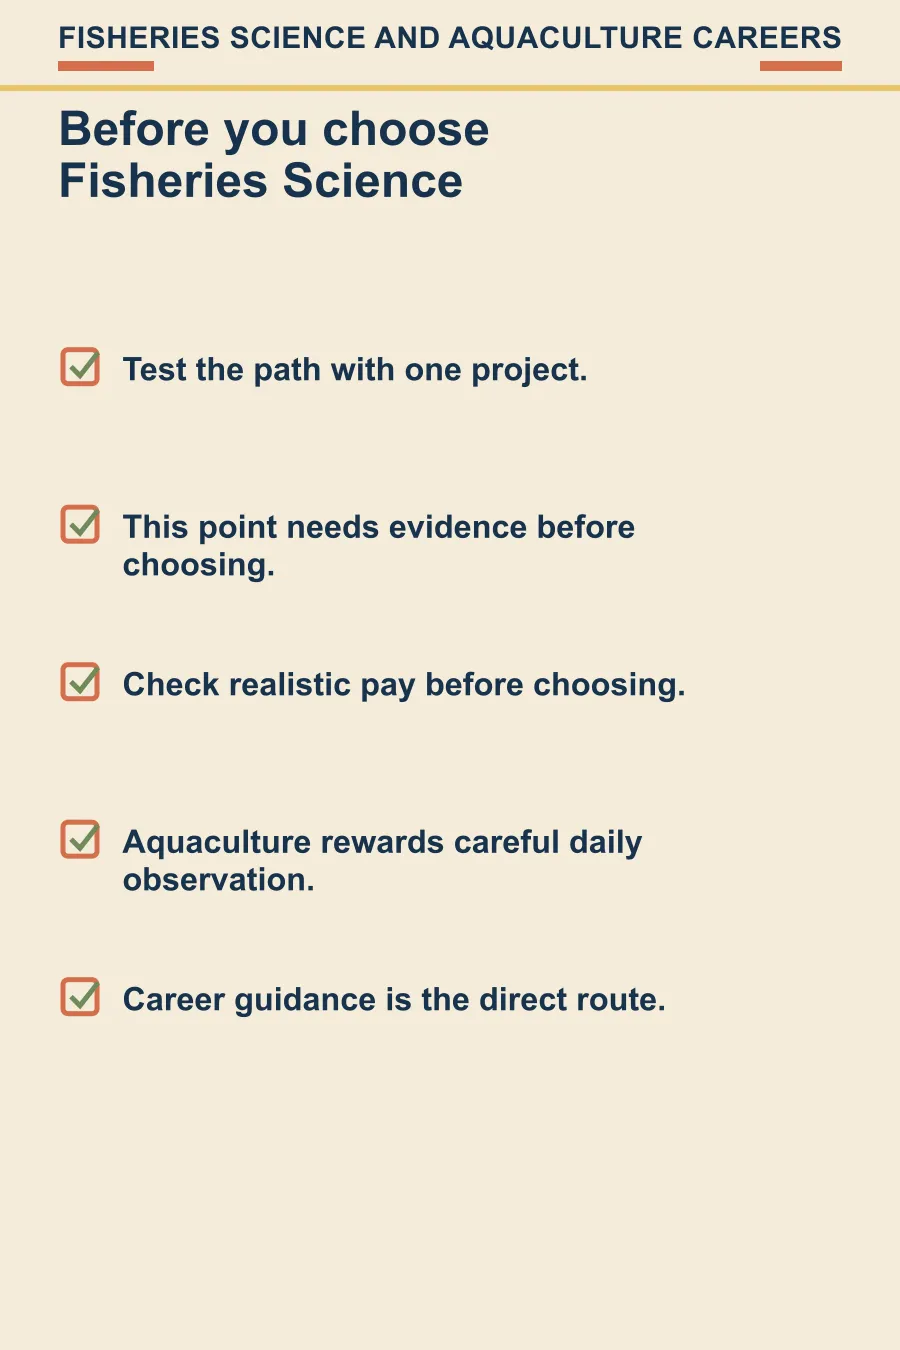 FISHERIES SCIENCE AND AQUACULTURE CAREERS
Before you choose
Fisheries Science
Test the path with one project.
This point needs evidence before
choosing.
Check realistic pay before choosing.
Aquaculture rewards careful daily
observation.
Career guidance is the direct route.